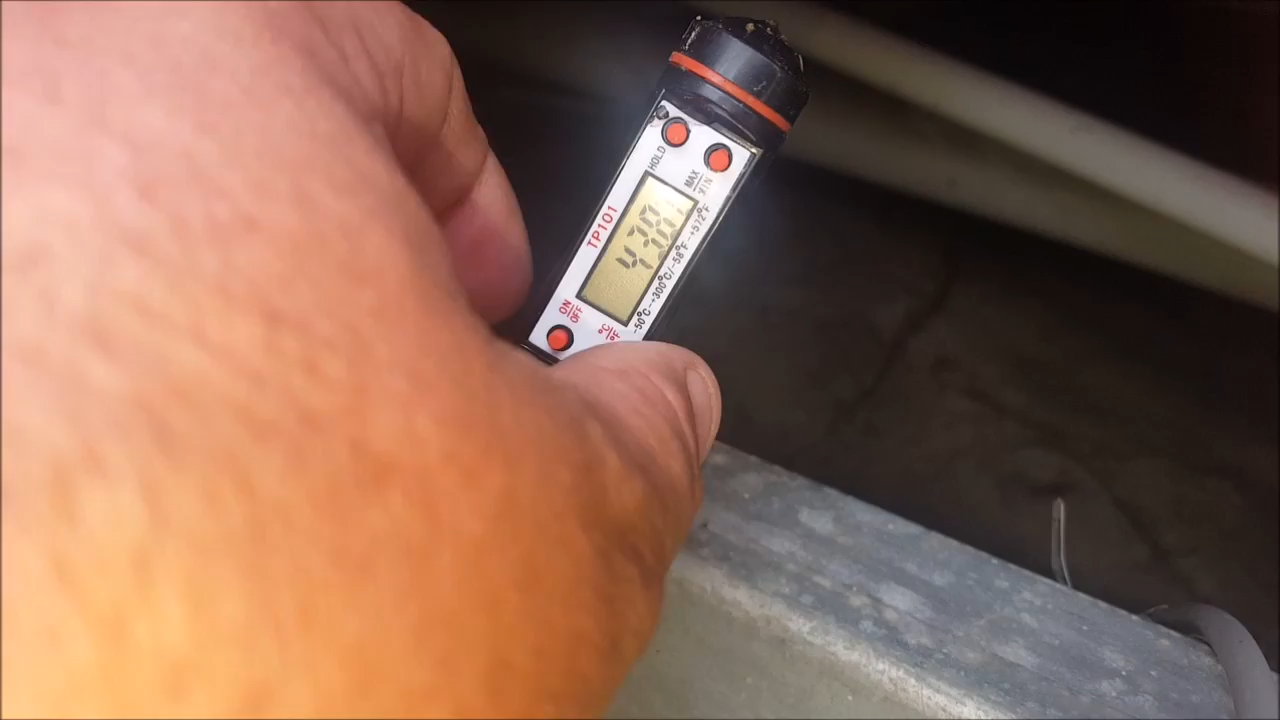 HOLD
MAX
MIN
TP101
-50°C~+300°C/-58°F~+572°F
ON
OFF
°C
°F